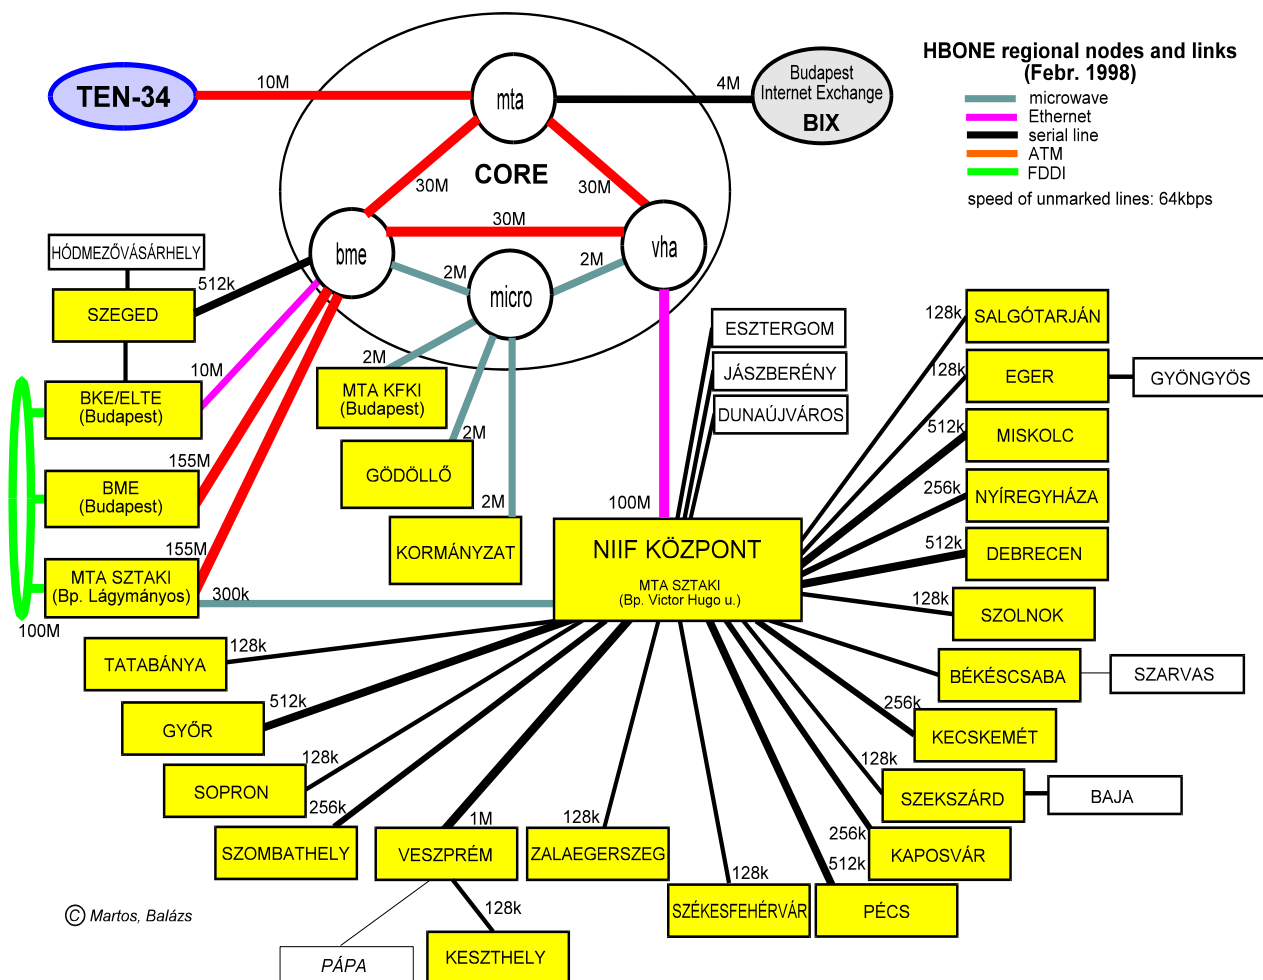 HBONE regional nodes and links
(Febr. 1998)
microwave
Ethernet
serial line
ATM
FDDI
speed of unmarked lines: 64kbps
TEN-34
10M
mta
4M
Budapest
Internet Exchange
BIX
CORE
30M
30M
30M
bme
vha
2M
2M
micro
HÓDMEZŐVÁSÁRHELY
512k
SZEGED
10M
BKE/ELTE
(Budapest)
2M
MTA KFKI
(Budapest)
2M
GÖDÖLLŐ
2M
KORMÁNYZAT
155M
BME
(Budapest)
155M
MTA SZTAKI
(Bp. Lágymányos)
300k
100M
ESZTERGOM
JÁSZBERÉNY
DUNAÚJVÁROS
100M
NIIF KÖZPONT
MTA SZTAKI
(Bp. Victor Hugo u.)
128k
SALGÓTARJÁN
128k
EGER
GYÖNGYÖS
512k
MISKOLC
256k
NYÍREGYHÁZA
512k
DEBRECEN
128k
SZOLNOK
BÉKÉSCSABA
SZARVAS
256k
KECSKEMÉT
128k
SZEKSZÁRD
BAJA
256k
KAPOSVÁR
512k
PÉCS
128k
SZÉKESFEHÉRVÁR
128k
ZALAEGERSZEG
1M
VESZPRÉM
128k
KESZTHELY
PÁPA
256k
SZOMBATHELY
128k
SOPRON
512k
GYŐR
128k
TATABÁNYA
© Martos, Balázs